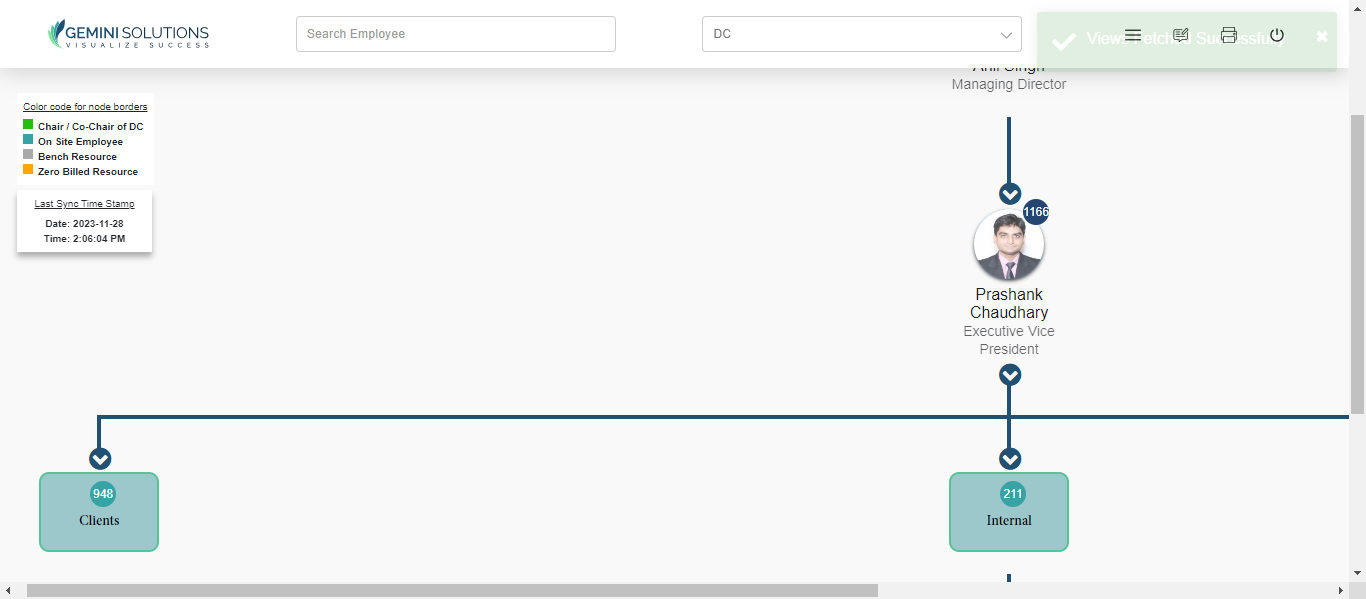 GEMINI SOLUTIONS
VISUALIZE SUCCESS
Search Employee
DC
Views Fetched Successfully
Color code for node borders
Chair / Co-Chair of DC
On Site Employee
Bench Resource
Zero Billed Resource
Last Sync Time Stamp
Date: 2023-11-28
Time: 2:06:04 PM
Anil Singh
Managing Director
1166
Prashank
Chaudhary
Executive Vice
President
948
Clients
211
Internal